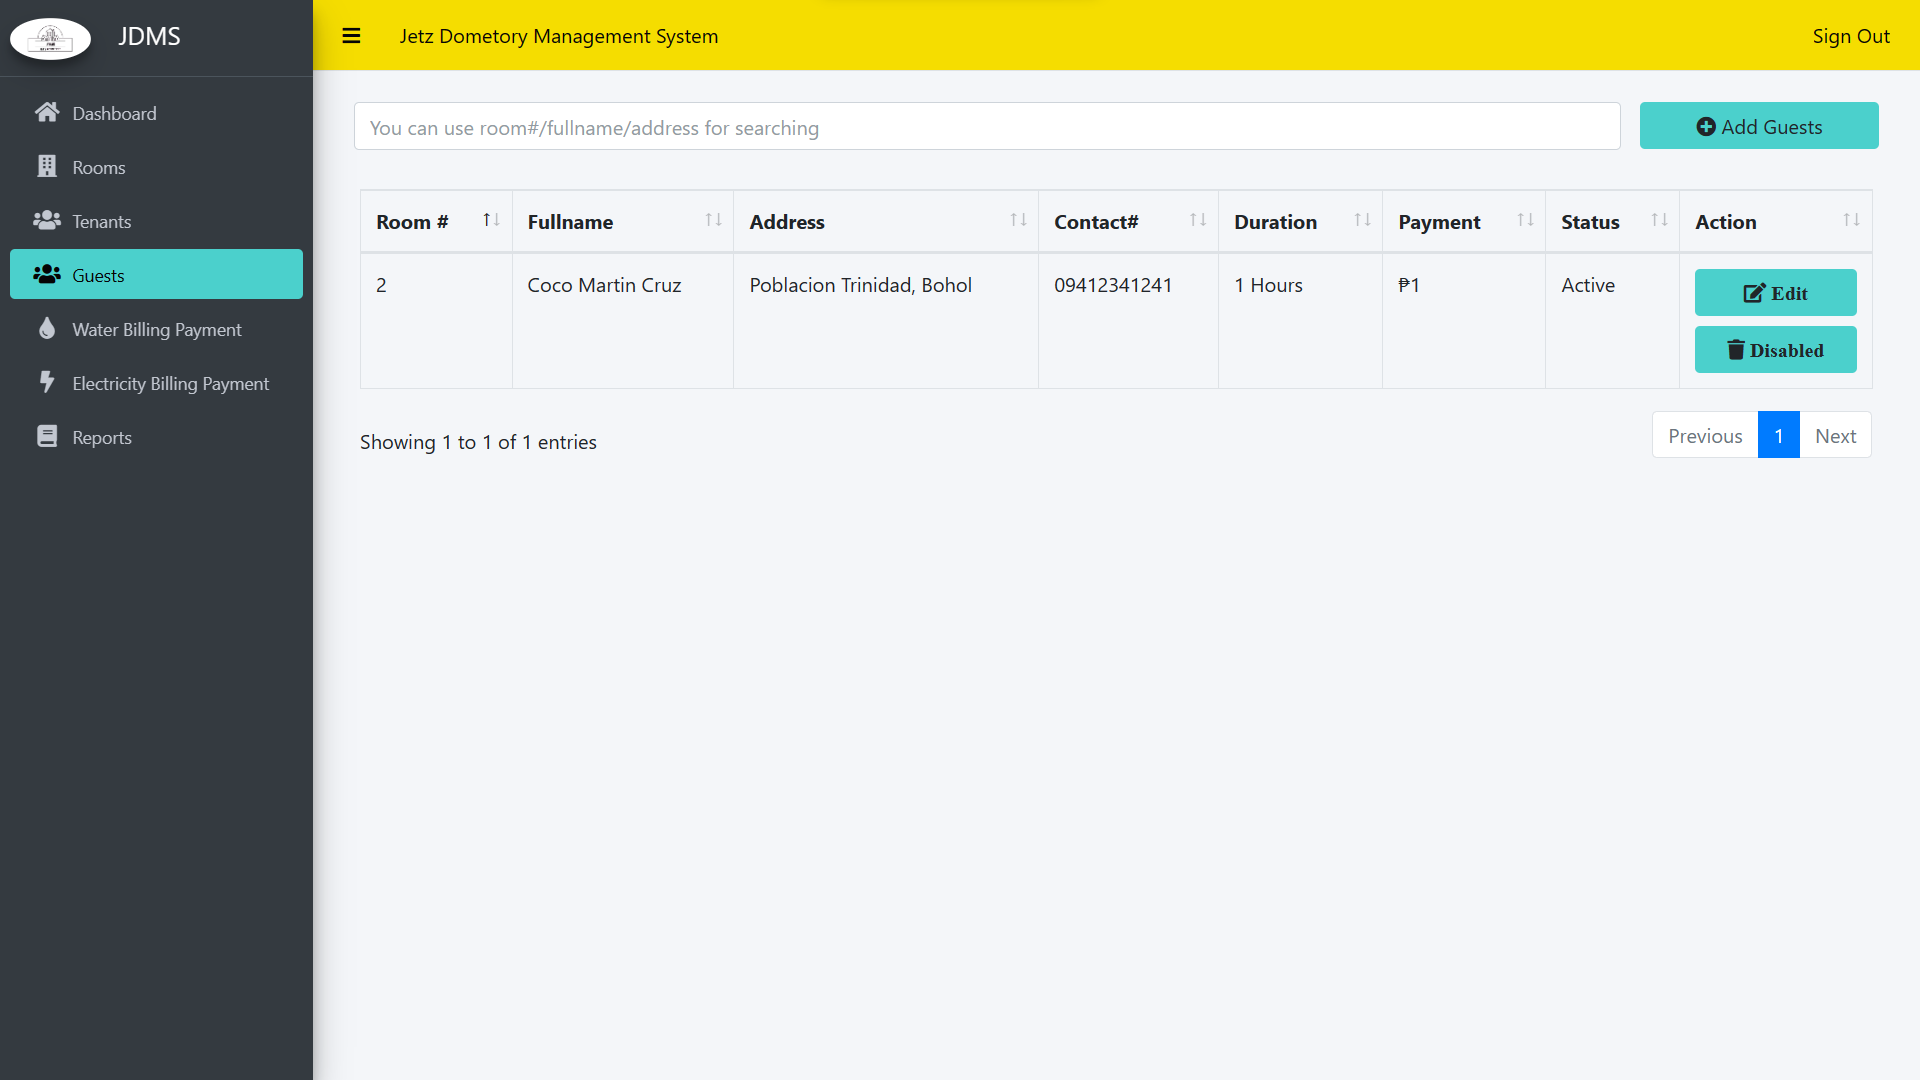 JDMS
Jetz Dometory Management System
Sign Out
Dashboard
Rooms
Tenants
Guests
Water Billing Payment
Electricity Billing Payment
Reports
You can use room#/fullname/address for searching
Add Guests
Room # Fullname Address Contact# Duration Payment Status Action
2 Coco Martin Cruz Poblacion Trinidad, Bohol 09412341241 1 Hours ₱1 Active Edit
Disabled
Showing 1 to 1 of 1 entries
Previous 1 Next